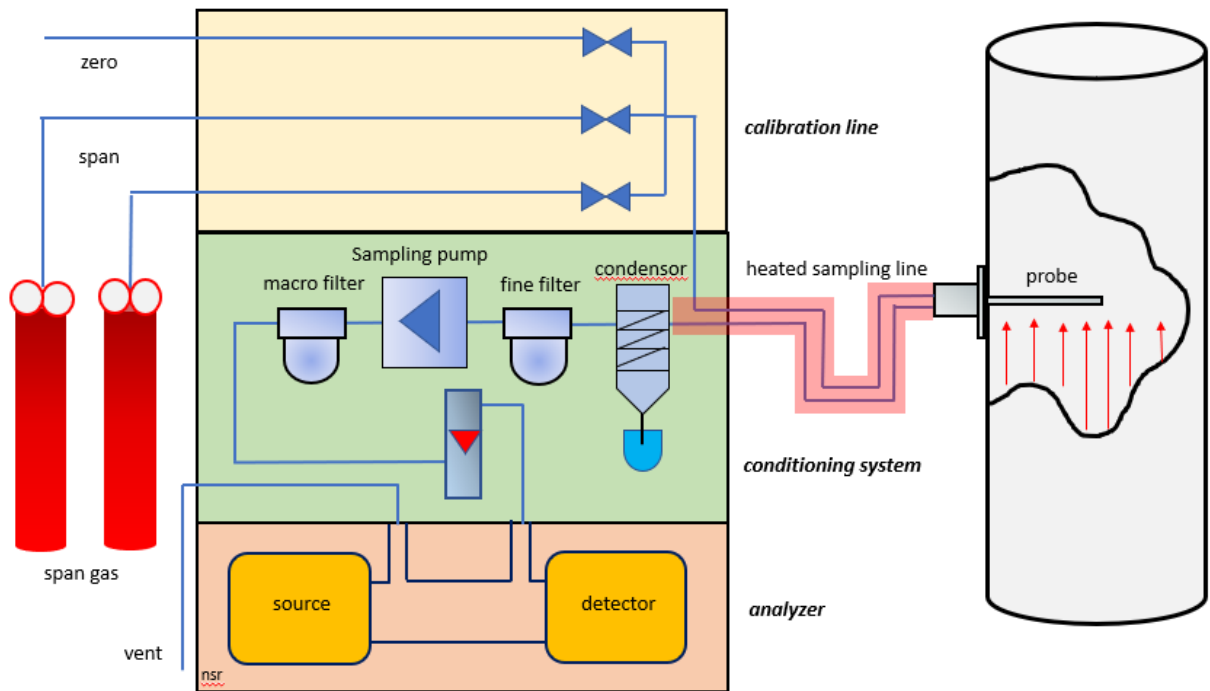 zero
calibration line
span
Sampling pump
macro filter
fine filter
condensor
heated sampling line
probe
conditioning system
span gas
source
detector
analyzer
vent
nsr